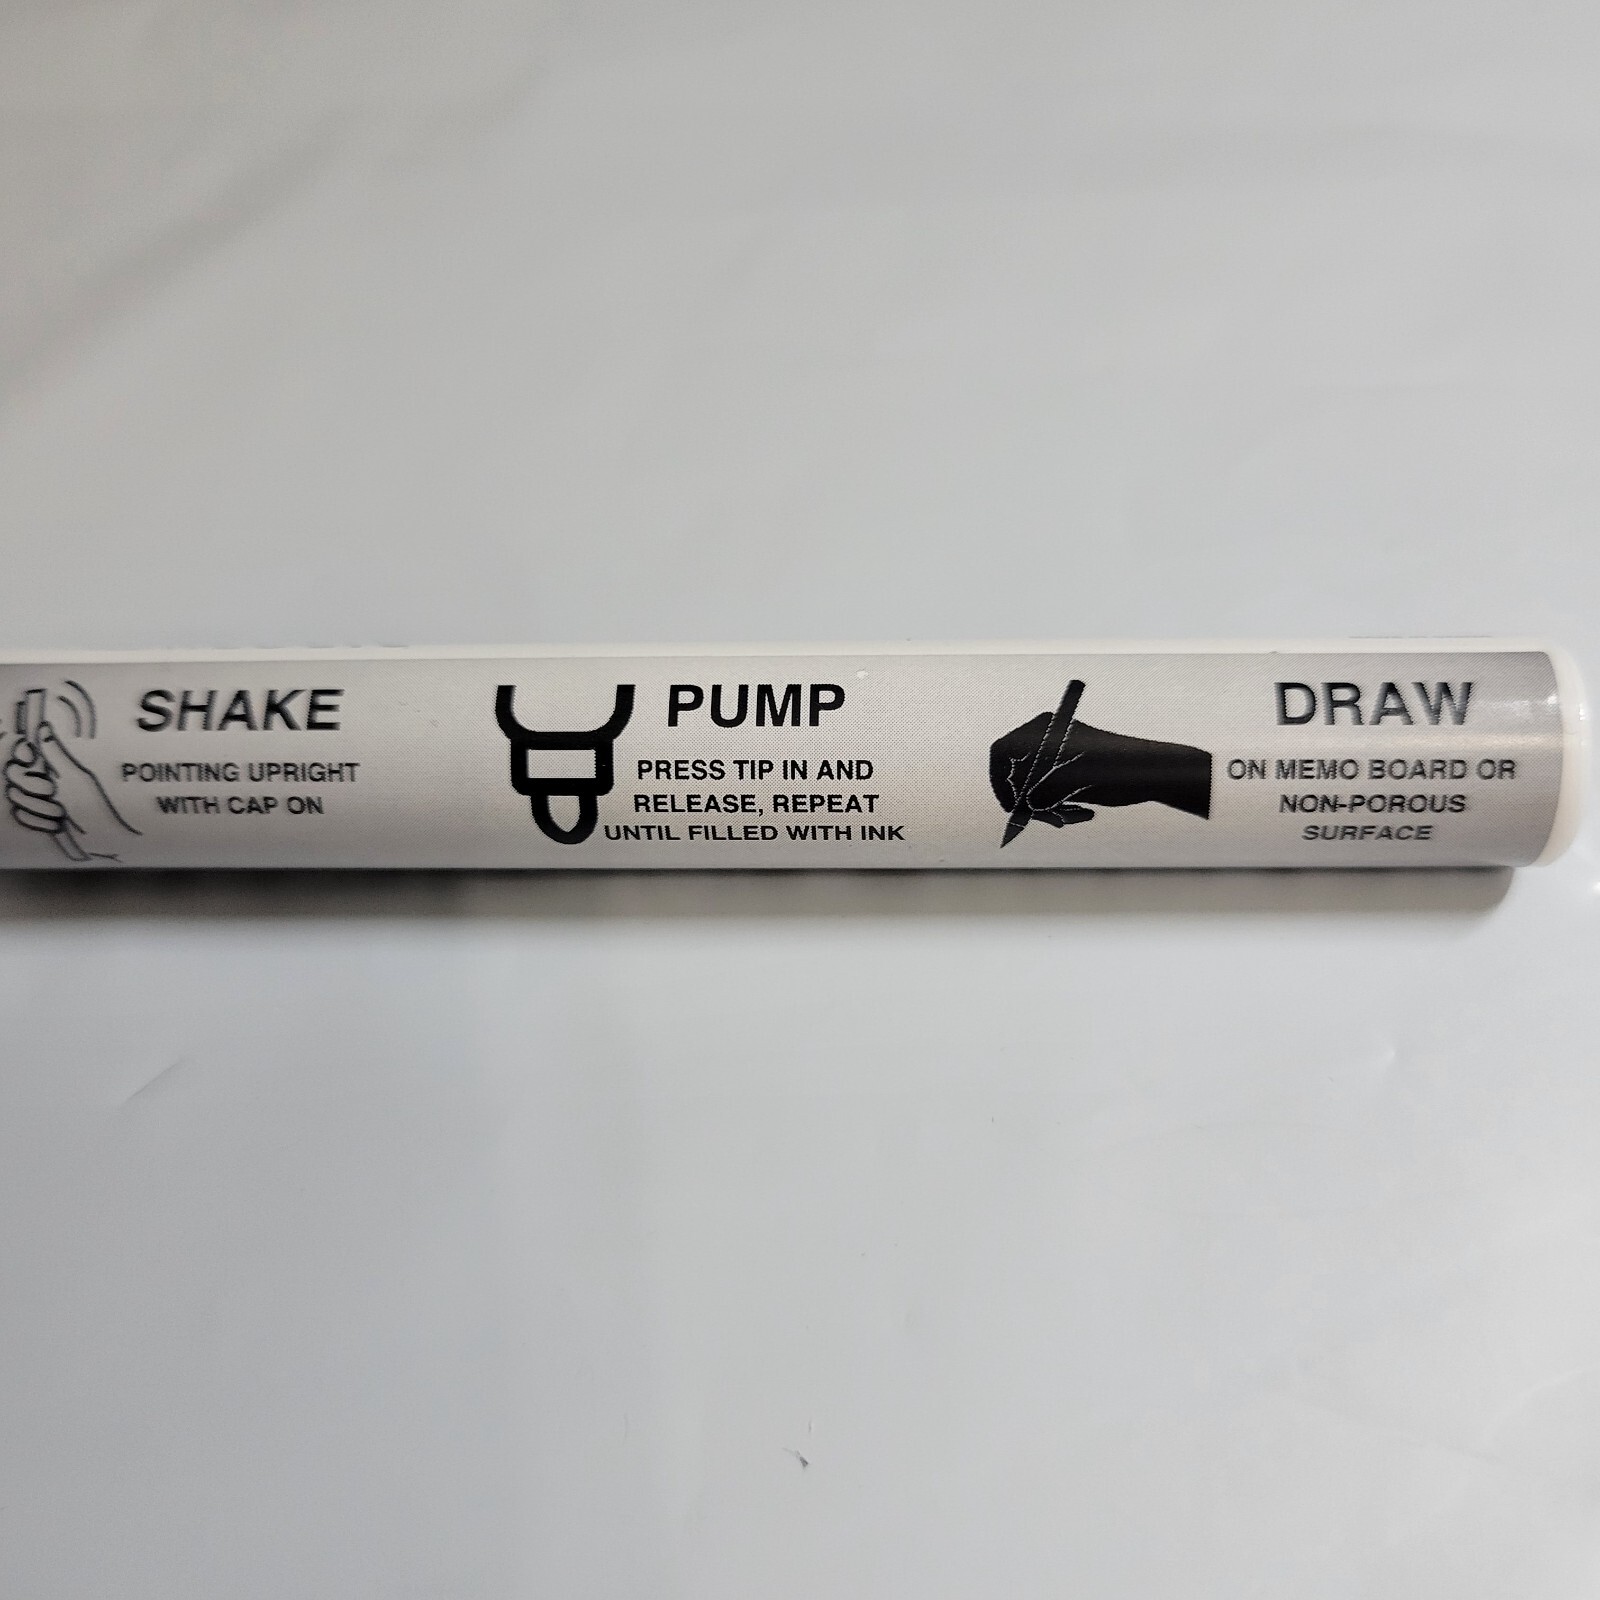 SHAKE
POINTING UPRIGHT
WITH CAP ON
PUMP
PRESS TIP IN AND
RELEASE, REPEAT
UNTIL FILLED WITH INK
DRAW
ON MEMO BOARD OR
NON-POROUS
SURFACE